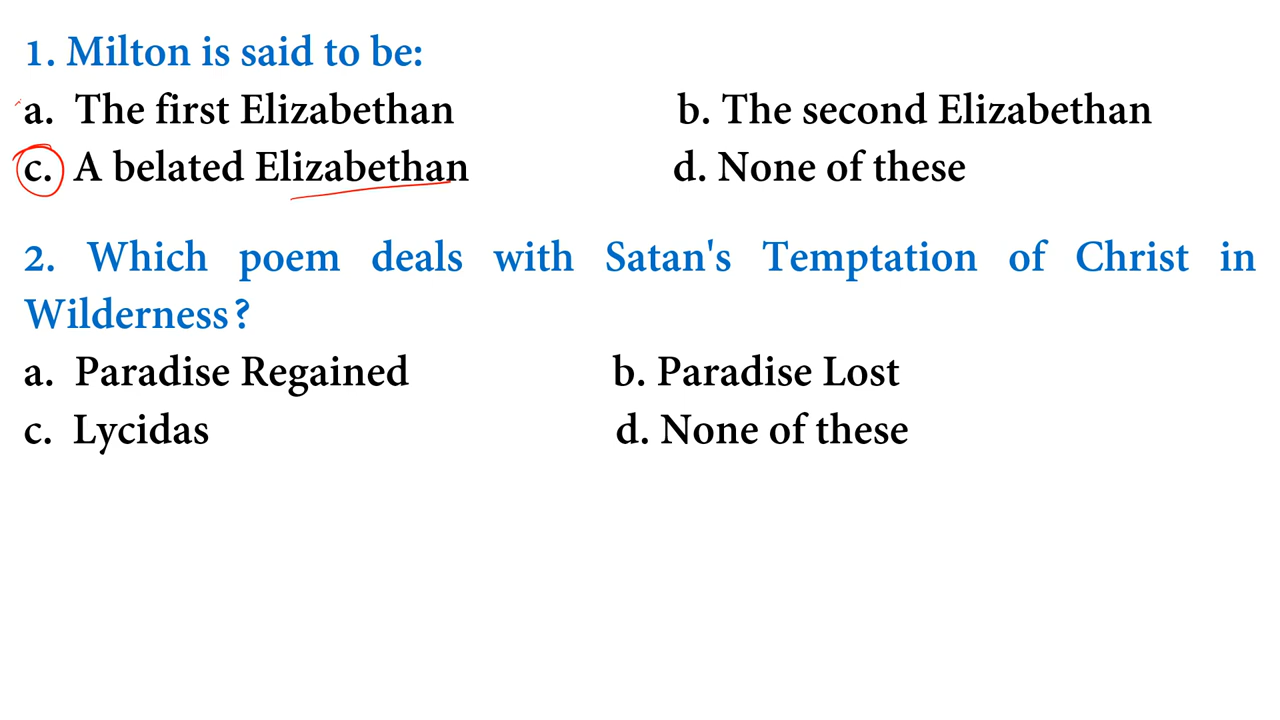 1. Milton is said to be:
a. The first Elizabethan b. The second Elizabethan
c. A belated Elizabethan d. None of these
2. Which poem deals with Satan's Temptation of Christ in
Wilderness?
a. Paradise Regained b. Paradise Lost
c. Lycidas d. None of these